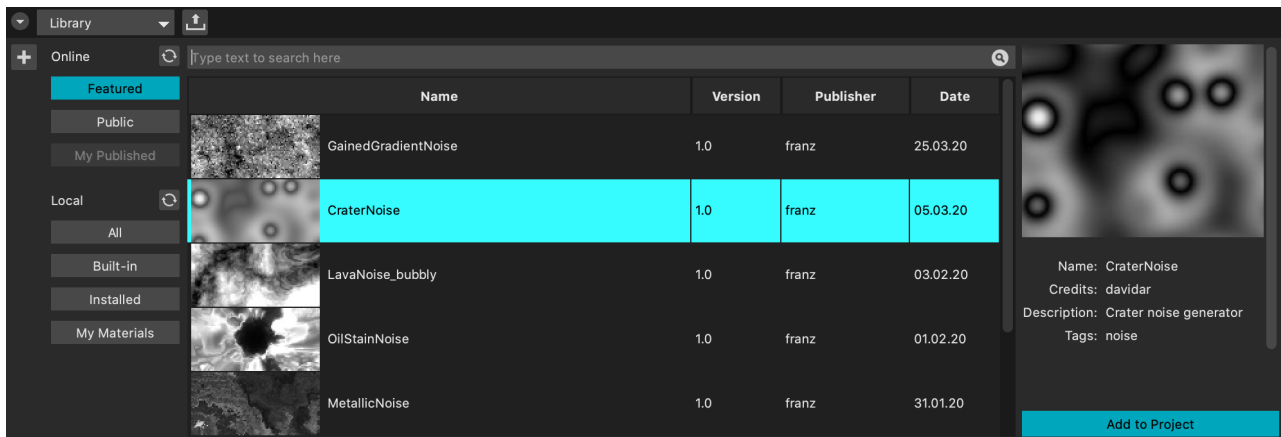 Library
Online
Featured
Public
My Published
Local
All
Built-in
Installed
My Materials
Type text to search here
Name Version Publisher Date
GainedGradientNoise 1.0 franz 25.03.20
CraterNoise 1.0 franz 05.03.20
LavaNoise_bubbly 1.0 franz 03.02.20
OilStainNoise 1.0 franz 01.02.20
MetallicNoise 1.0 franz 31.01.20
Name: CraterNoise
Credits: davidar
Description: Crater noise generator
Tags: noise
Add to Project